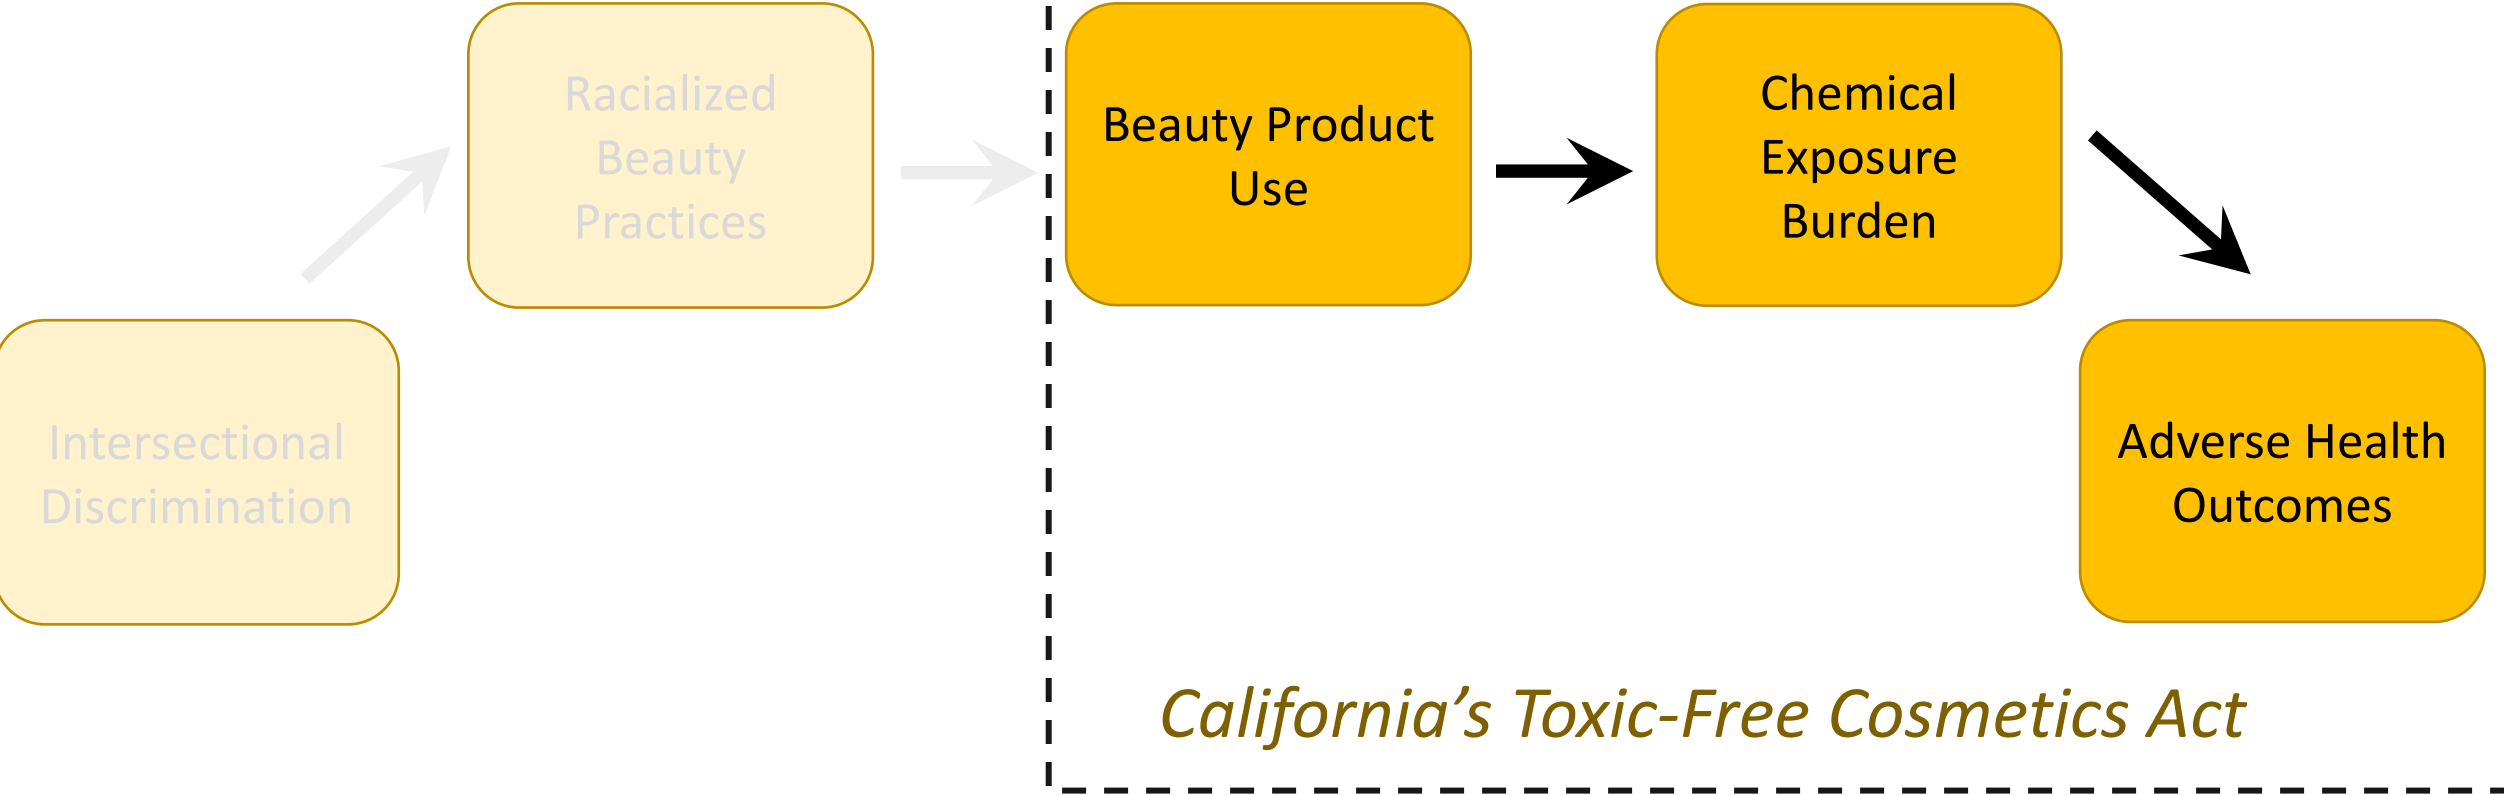 Racialized
Beauty
Practices
Beauty Product
Use
Chemical
Exposure
Burden
Intersectional
Discrimination
Adverse Health
Outcomes
California’s Toxic-Free Cosmetics Act